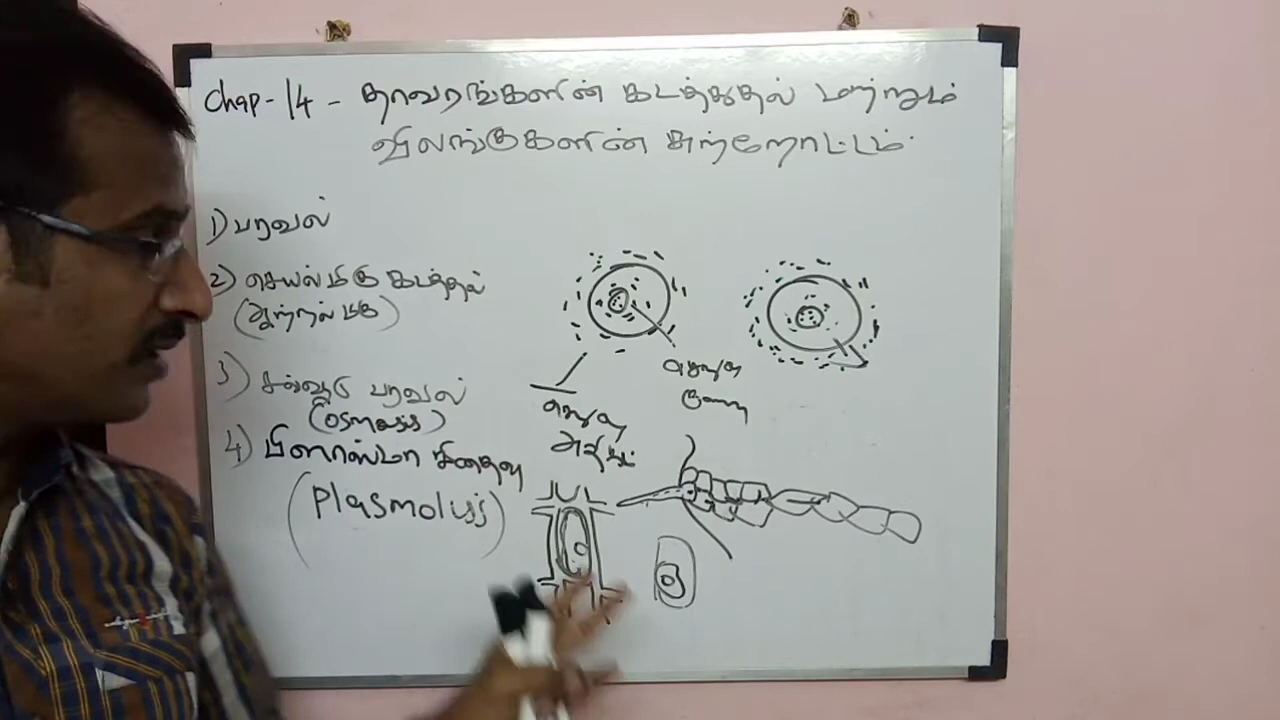 Chap-14 - தாவரங்களின் கடத்துதல் மற்றும்
விலங்குகளின் சுற்றோட்டம்
1) பரவல்
2) செயல்மிகு கடத்தல்
(ஆற்றல் மிகு)
3) சவ்வூடு பரவல்
(osmosis)
4) பிளாஸ்மா சிதைவு
(Plasmolysis)
செறிவு
குறைவு
செறிவு